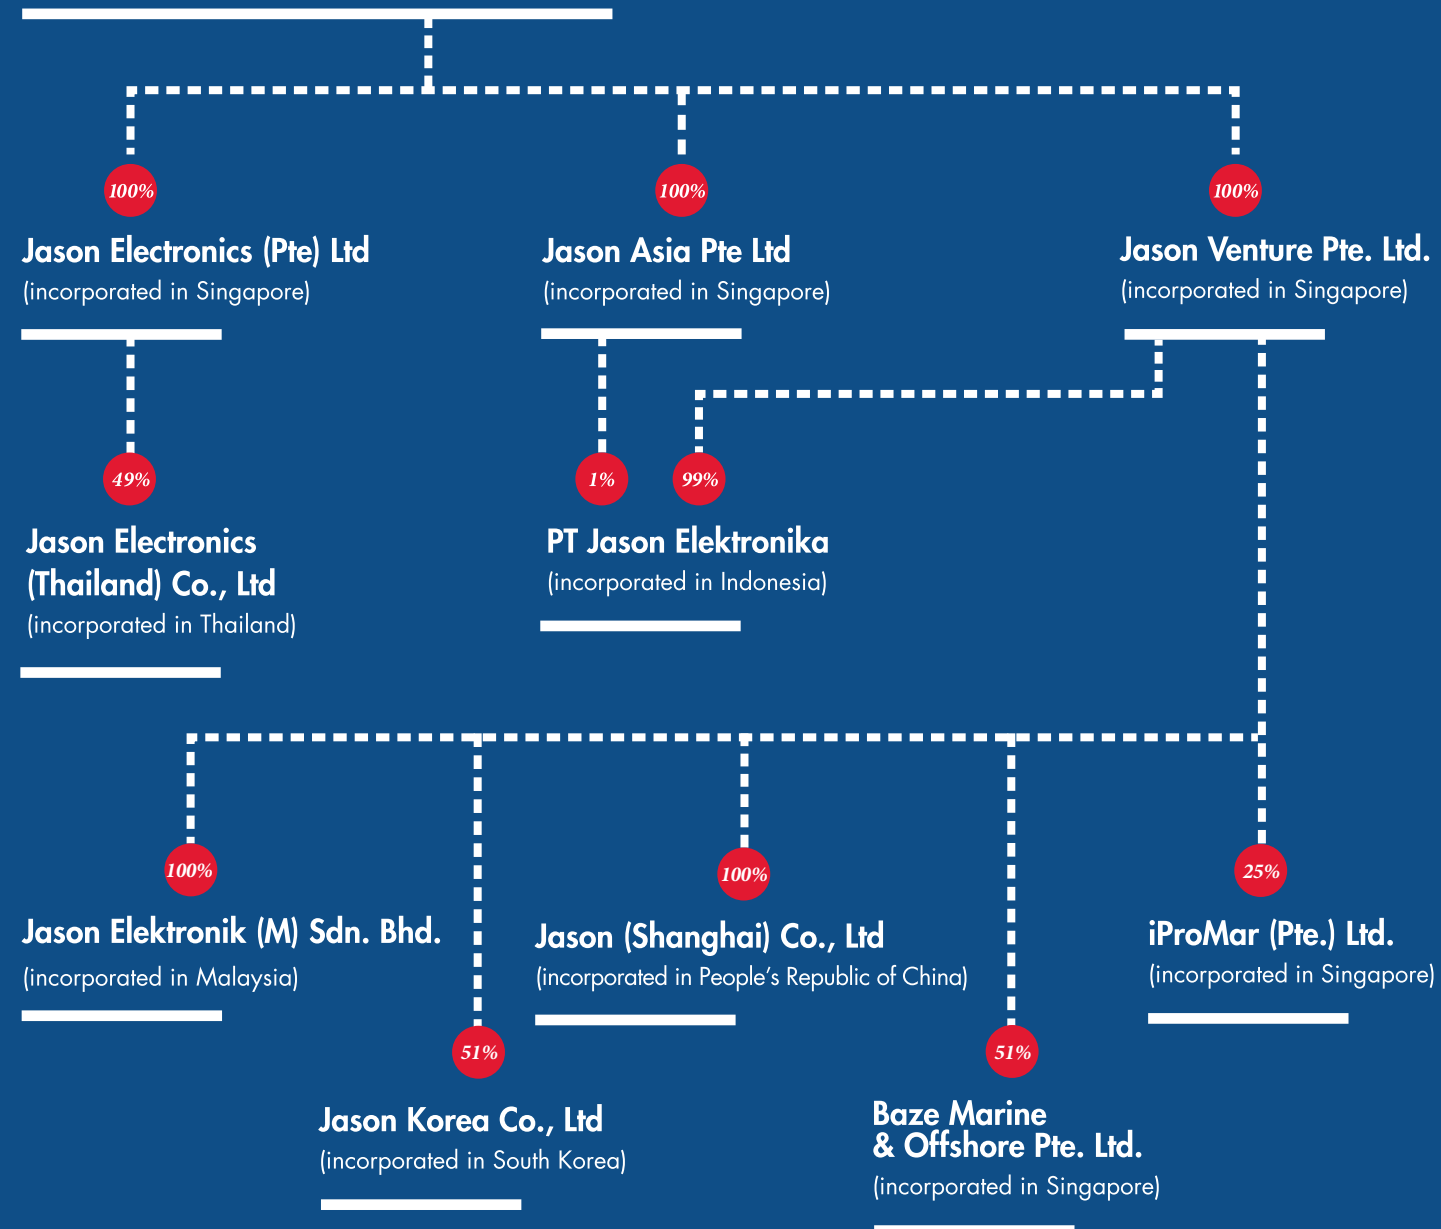 100%
Jason Electronics (Pte) Ltd
(incorporated in Singapore)
100%
Jason Asia Pte Ltd
(incorporated in Singapore)
100%
Jason Venture Pte. Ltd.
(incorporated in Singapore)
49%
Jason Electronics
(Thailand) Co., Ltd
(incorporated in Thailand)
1%
99%
PT Jason Elektronika
(incorporated in Indonesia)
100%
Jason Elektronik (M) Sdn. Bhd.
(incorporated in Malaysia)
100%
Jason (Shanghai) Co., Ltd
(incorporated in People’s Republic of China)
25%
iProMar (Pte.) Ltd.
(incorporated in Singapore)
51%
Jason Korea Co., Ltd
(incorporated in South Korea)
51%
Baze Marine
& Offshore Pte. Ltd.
(incorporated in Singapore)